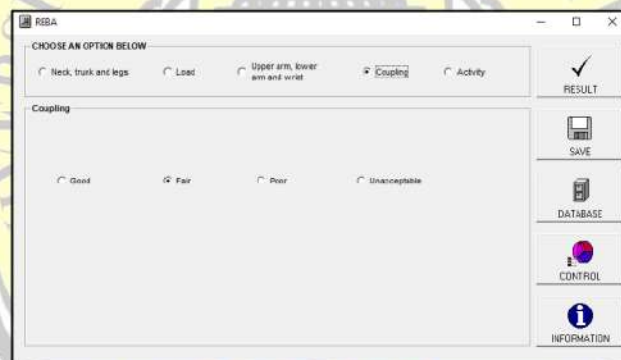 REBA
CHOOSE AN OPTION BELOW
Neck, trunk and legs
Load
Upper arm, lower
arm and wrist
Coupling
Activity
Coupling
Good
Fair
Poor
Unacceptable
RESULT
SAVE
DATABASE
CONTROL
INFORMATION